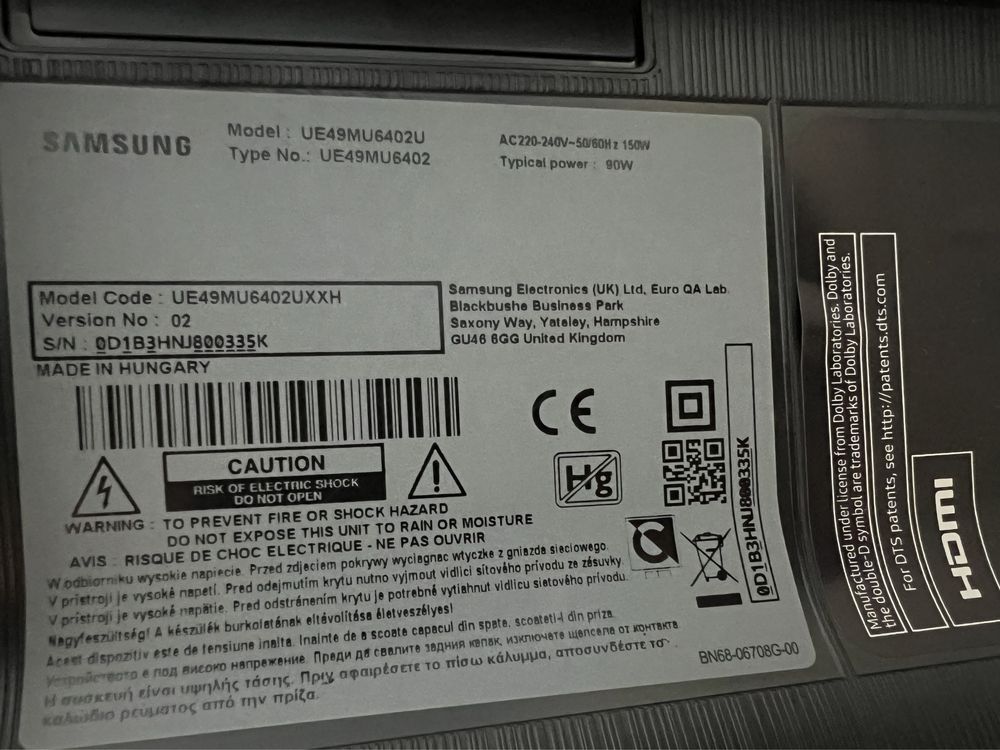 SAMSUNG
Model : UE49MU6402U
Type No.: UE49MU6402
AC220-240V~50/60Hz 150W
Typical power : 90W
Model Code : UE49MU6402UXXH
Version No : 02
S/N : 0D1B3HNJ800335K
MADE IN HUNGARY
Samsung Electronics (UK) Ltd, Euro QA Lab.
Blackbushe Business Park
Saxony Way, Yateley, Hampshire
GU46 6GG United Kingdom
CE
Hg
CAUTION
RISK OF ELECTRIC SHOCK
DO NOT OPEN
WARNING : TO PREVENT FIRE OR SHOCK HAZARD
DO NOT EXPOSE THIS UNIT TO RAIN OR MOISTURE
AVIS : RISQUE DE CHOC ELECTRIQUE - NE PAS OUVRIR
W odbiorniku wysokie napiecie. Przed zdjeciem pokrywy wyciagnac wtyczke z gniazda sieciowego.
V prístroji je vysoké napetí. Pred odejmutím krytu nutno vyjmout vidlici sítového prívodu ze zásuvky.
V prístroji je vysoké napätie. Pred odstránením krytu je potrebné vytiahnut vidlicu sietového prívodu.
Nagyfeszültség! A készülék burkolatának eltávolítása életveszélyes!
Acest dispozitiv este de tensiune inalta. Inainte de a scoate capacul din spate, scoateti-l din priza.
Устройството е под високо напрежение. Преди да свалите задния капак, изключете щепсела от контакта
Η συσκευή είναι υψηλής τάσης. Πριν αφαιρέσετε το πίσω κάλυμμα, αποσυνδέστε το
καλώδιο ρεύματος από την πρίζα.
BN68-06708G-00
0D1B3HNJ800335K
Manufactured under license from Dolby Laboratories. Dolby and
the double-D symbol are trademarks of Dolby Laboratories.
For DTS patents, see http://patents.dts.com
HDMI